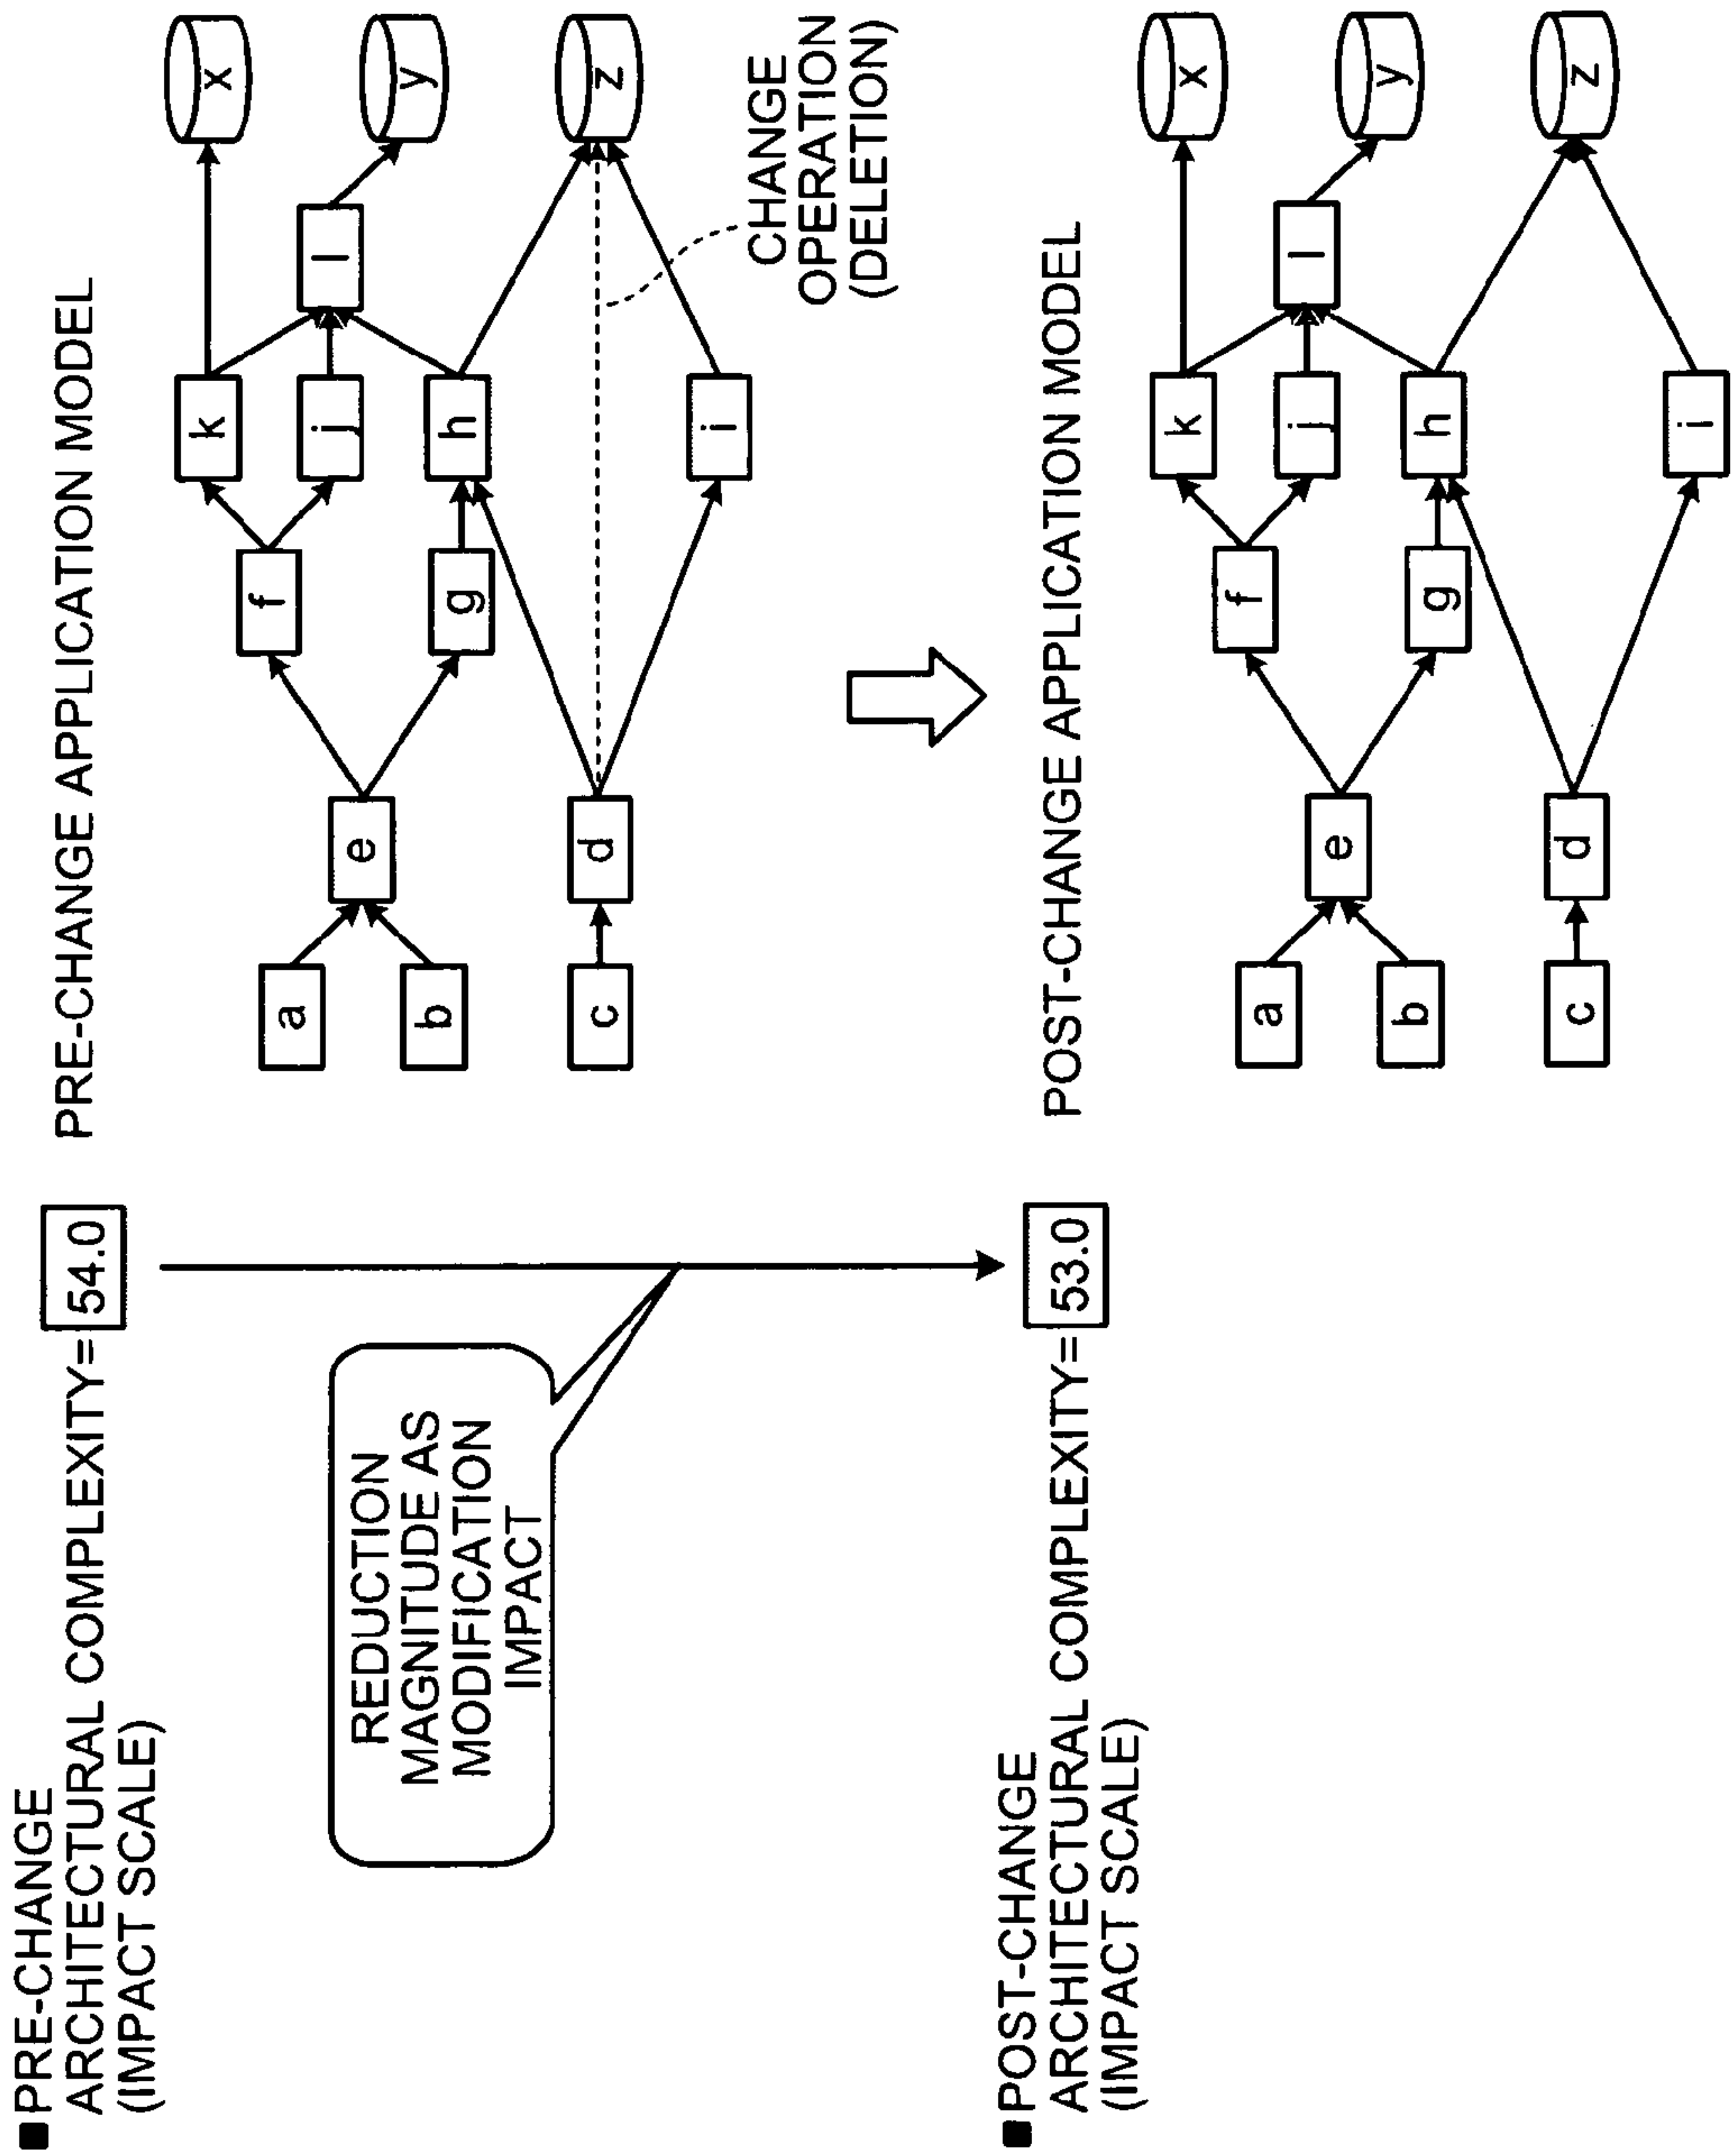 ■ PRE-CHANGE
ARCHITECTURAL COMPLEXITY= 54.0
(IMPACT SCALE)
REDUCTION
MAGNITUDE AS
MODIFICATION
IMPACT
■ POST-CHANGE
ARCHITECTURAL COMPLEXITY= 53.0
(IMPACT SCALE)
PRE-CHANGE APPLICATION MODEL
k
x
f
a
j
l
e
y
b
g
h
c
d
z
i
CHANGE
OPERATION
(DELETION)
POST-CHANGE APPLICATION MODEL
k
x
f
a
j
l
e
y
b
g
h
c
d
z
i